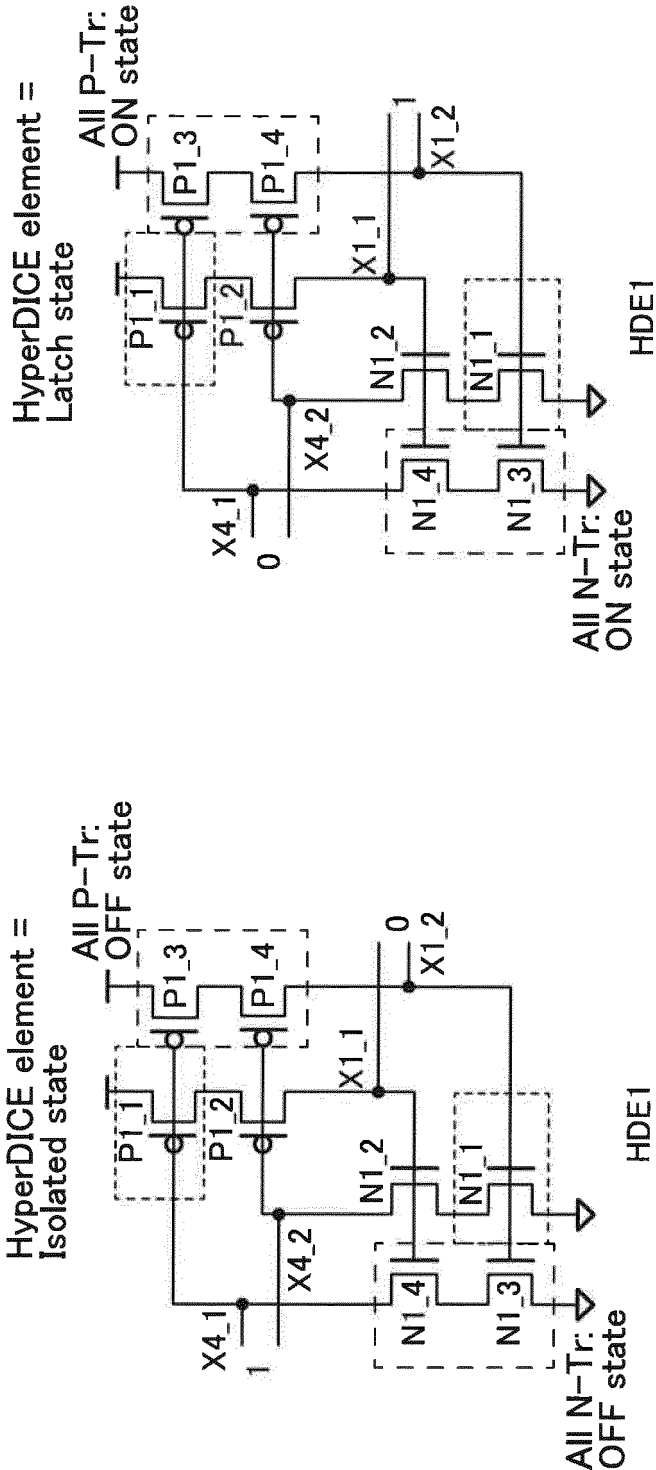 HyperDICE element =
Isolated state
All P-Tr:
OFF state
P1_1
P1_3
P1_2
P1_4
X1_1
0
X1_2
X4_1
1
X4_2
N1_2
N1_1
N1_4
N1_3
All N-Tr:
OFF state
HDE1
HyperDICE element =
Latch state
All P-Tr:
ON state
P1_1
P1_3
P1_2
P1_4
X1_1
1
X1_2
X4_1
0
X4_2
N1_2
N1_1
N1_4
N1_3
All N-Tr:
ON state
HDE1